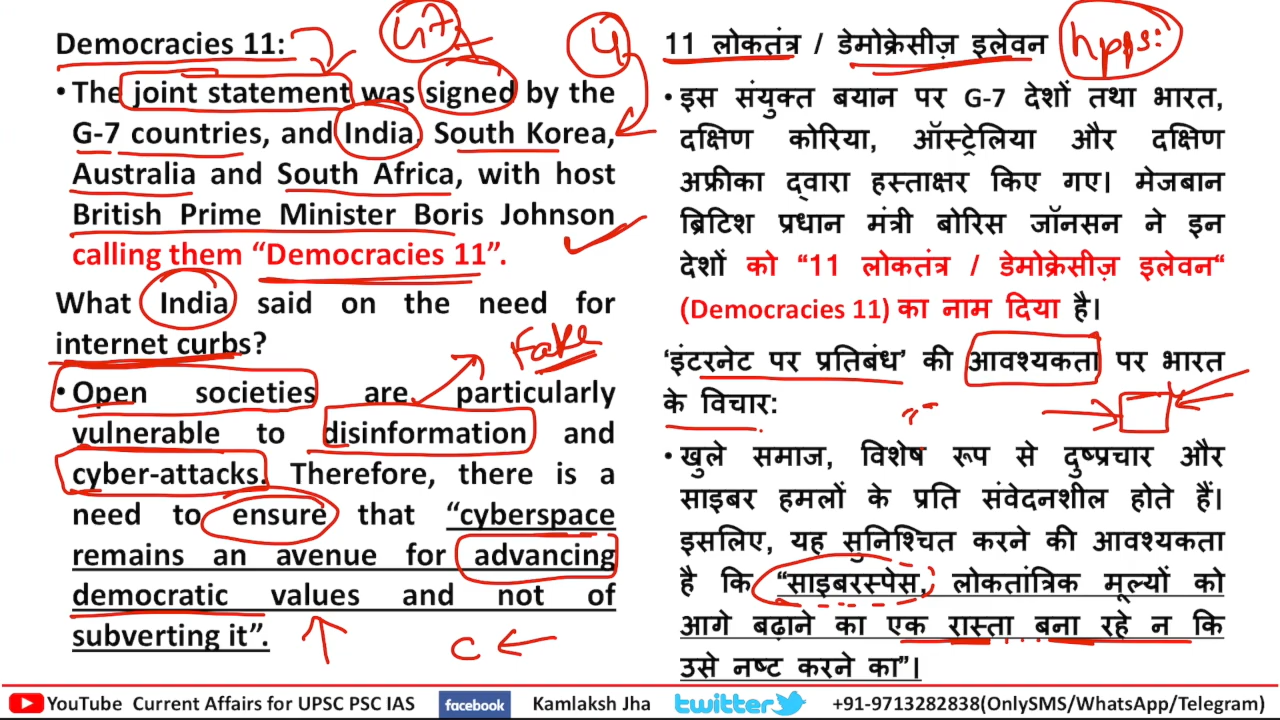 Democracies 11:
• The joint statement was signed by the
G-7 countries, and India, South Korea,
Australia and South Africa, with host
British Prime Minister Boris Johnson
calling them “Democracies 11”.
What India said on the need for
internet curbs?
Fake
• Open societies are particularly
vulnerable to disinformation and
cyber-attacks. Therefore, there is a
need to ensure that “cyberspace
remains an avenue for advancing
democratic values and not of
subverting it”.
G7
4
C
11 लोकतंत्र / डेमोक्रेसीज़ इलेवन
• इस संयुक्त बयान पर G-7 देशों तथा भारत,
दक्षिण कोरिया, ऑस्ट्रेलिया और दक्षिण
अफ्रीका द्वारा हस्ताक्षर किए गए। मेजबान
ब्रिटिश प्रधान मंत्री बोरिस जॉनसन ने इन
देशों को “11 लोकतंत्र / डेमोक्रेसीज़ इलेवन“
(Democracies 11) का नाम दिया है।
‘इंटरनेट पर प्रतिबंध’ की आवश्यकता पर भारत
के विचार:
• खुले समाज, विशेष रूप से दुष्प्रचार और
साइबर हमलों के प्रति संवेदनशील होते हैं।
इसलिए, यह सुनिश्चित करने की आवश्यकता
है कि “साइबरस्पेस, लोकतांत्रिक मूल्यों को
आगे बढ़ाने का एक रास्ता बना रहे न कि
उसे नष्ट करने का”।
YouTube Current Affairs for UPSC PSC IAS facebook Kamlaksh Jha twitter +91-9713282838(OnlySMS/WhatsApp/Telegram)